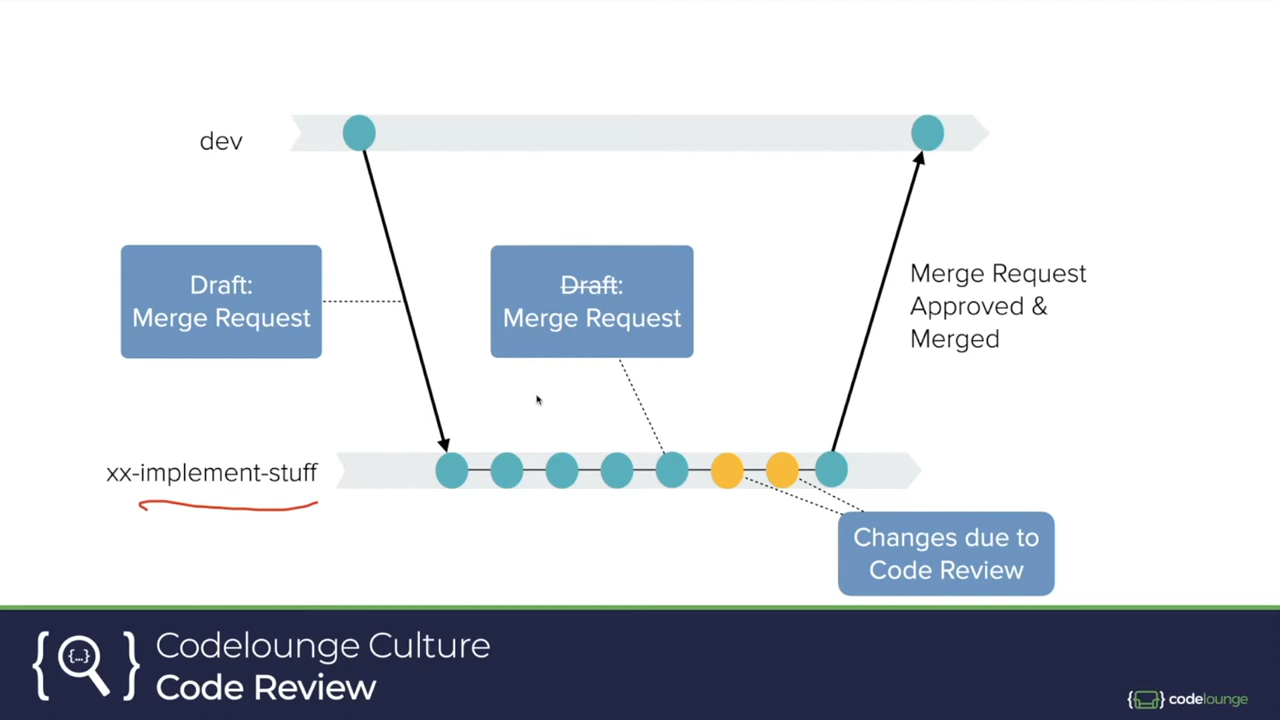 dev
Draft:
Merge Request
Draft:
Merge Request
Merge Request
Approved &
Merged
xx-implement-stuff
Changes due to
Code Review
{...}
Codelounge Culture
Code Review
codelounge